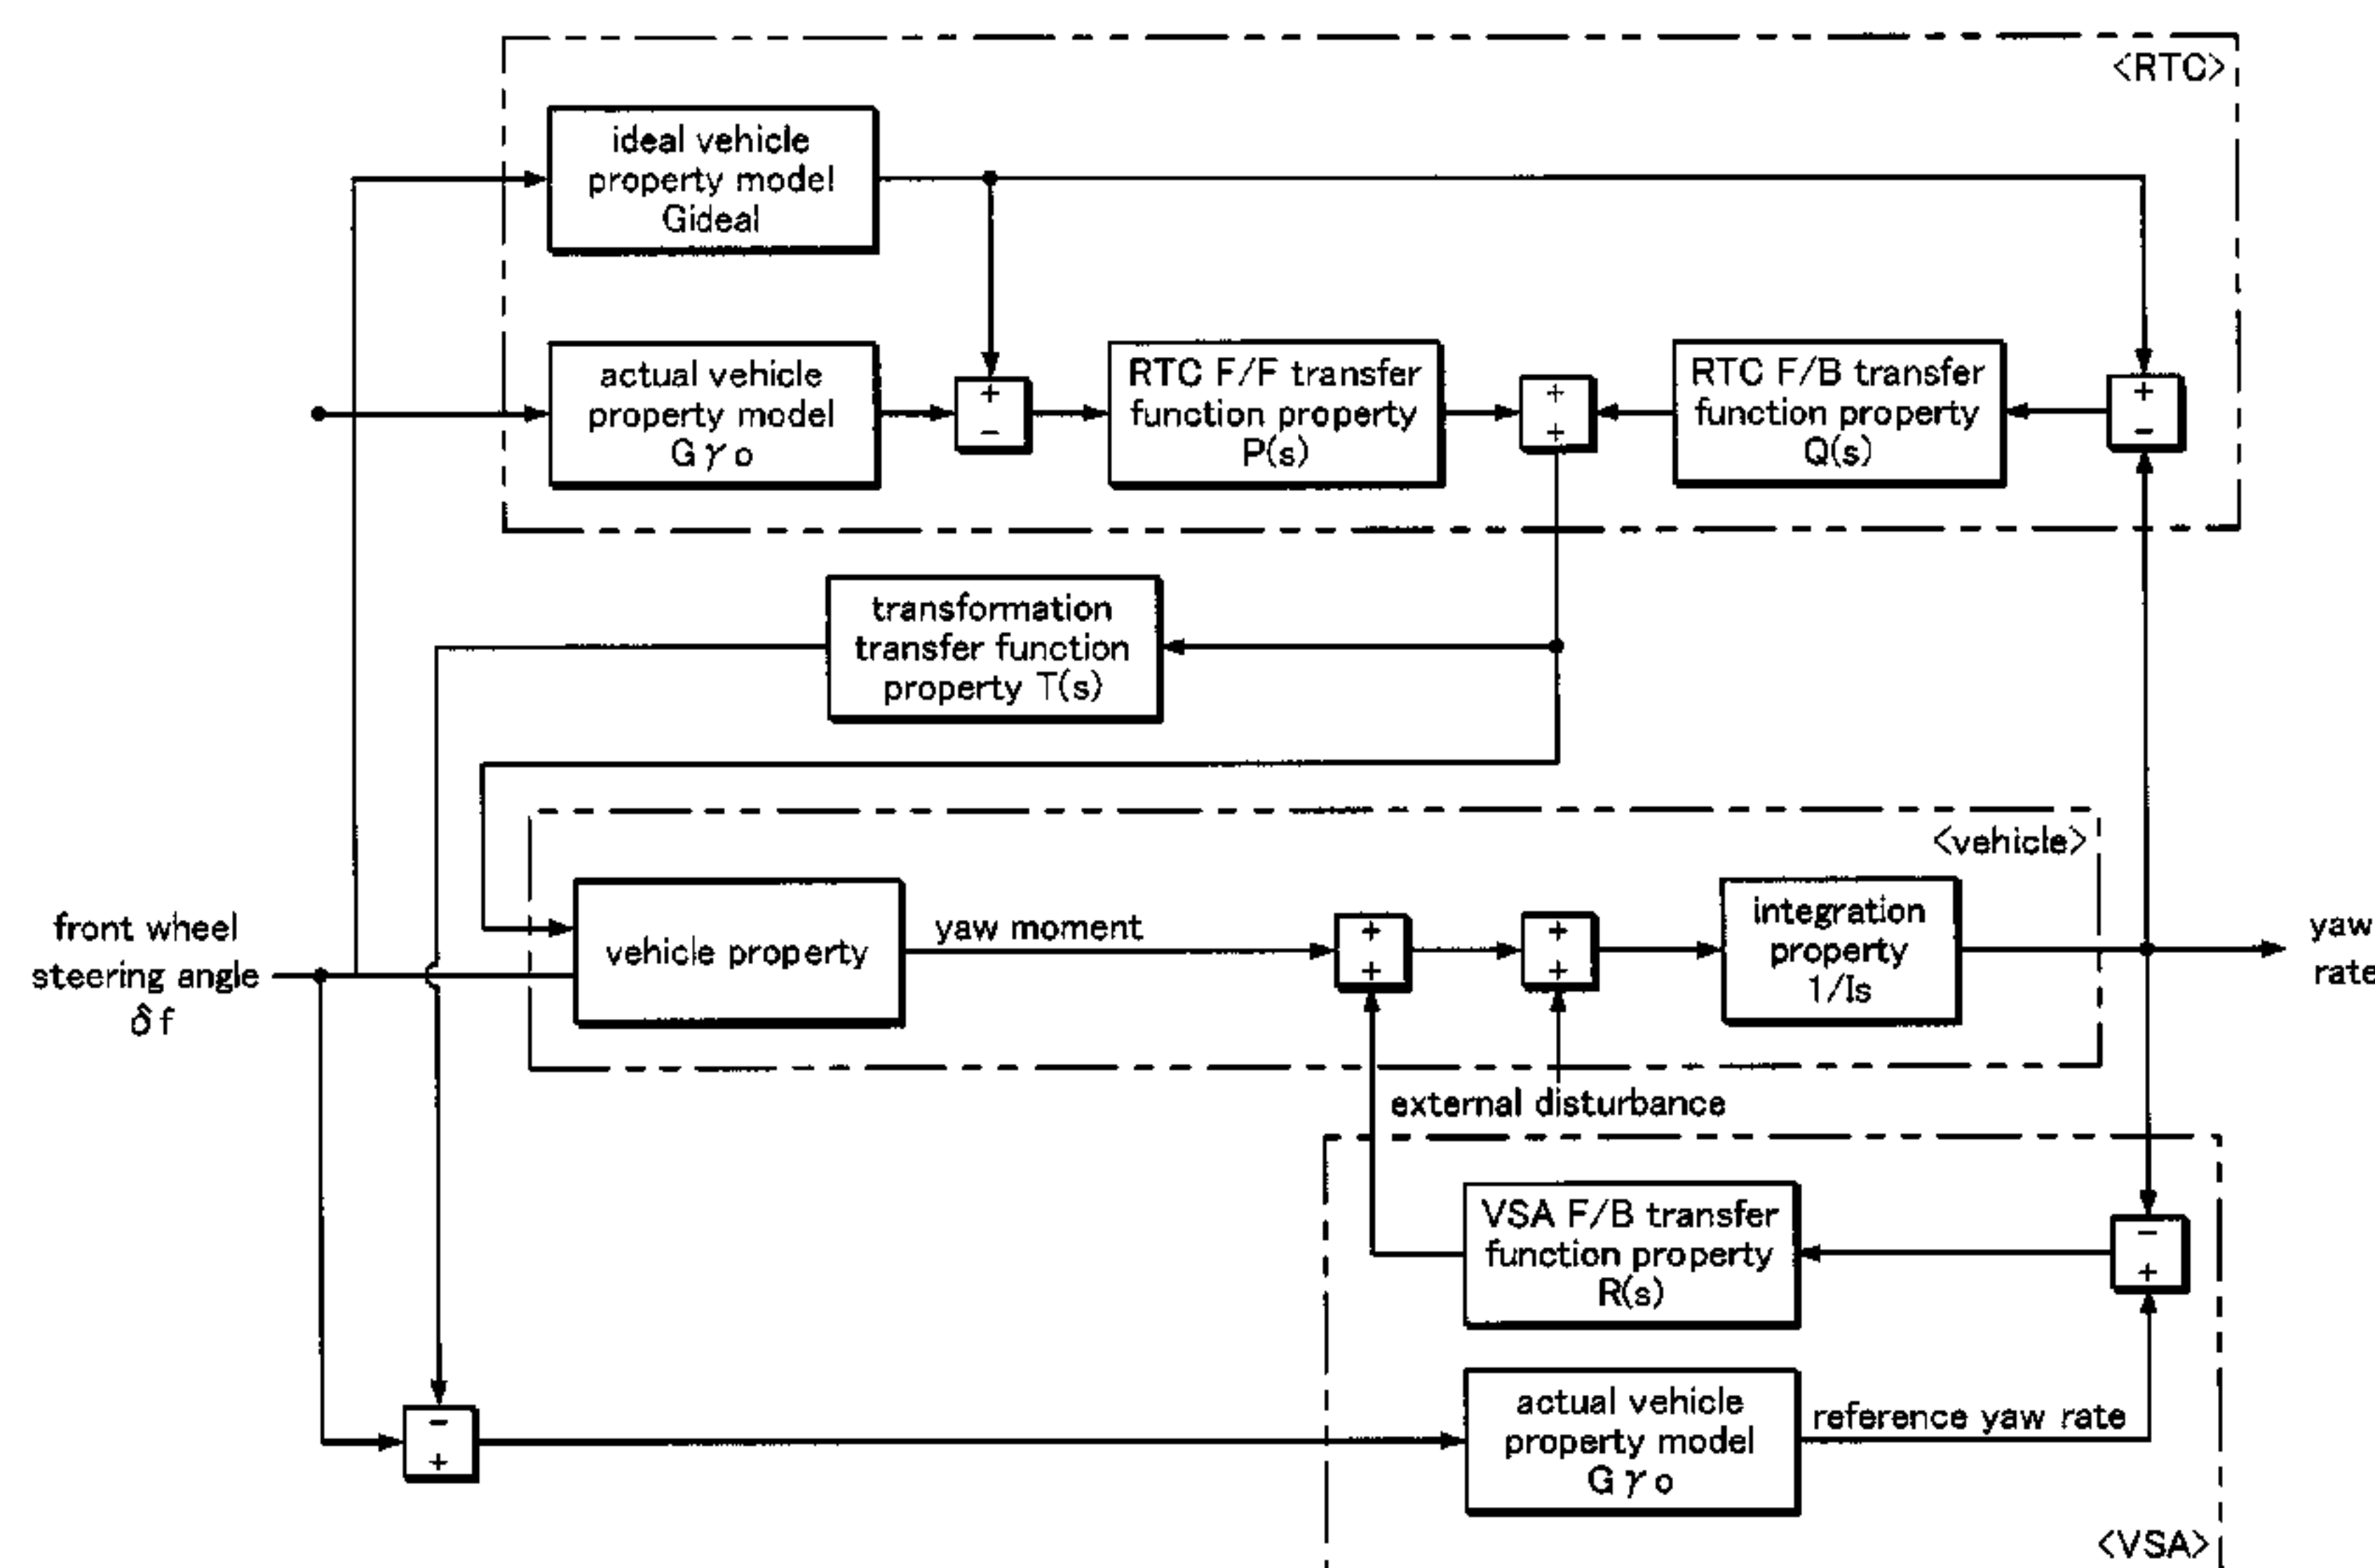 <RTC>
ideal vehicle
property model
Gideal
actual vehicle
property model
Gγo
+
−
RTC F/F transfer
function property
P(s)
+
+
RTC F/B transfer
function property
Q(s)
+
−
transformation
transfer function
property T(s)
<vehicle>
front wheel
steering angle
δf
vehicle property
yaw moment
+
+
+
+
integration
property
1/Is
yaw
rate
external disturbance
VSA F/B transfer
function property
R(s)
−
+
−
+
actual vehicle
property model
Gγo
reference yaw rate
<VSA>